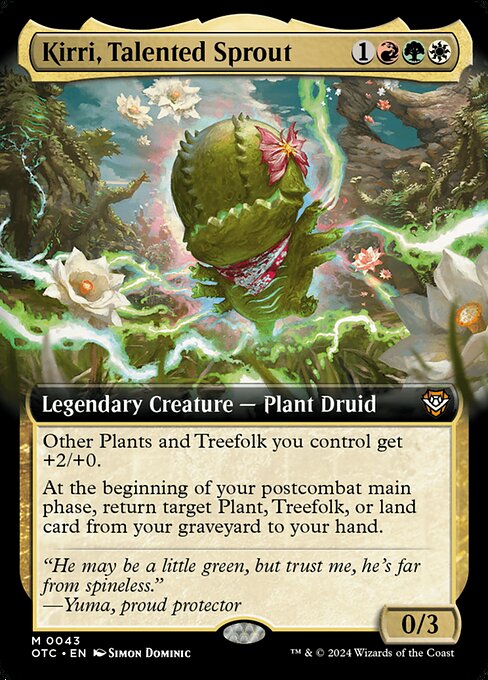 Kirri, Talented Sprout 1
Legendary Creature — Plant Druid
Other Plants and Treefolk you control get
+2/+0.
At the beginning of your postcombat main
phase, return target Plant, Treefolk, or land
card from your graveyard to your hand.
“He may be a little green, but trust me, he’s far
from spineless.”
—Yuma, proud protector
0/3
M 0043
OTC • EN Simon Dominic
™ & © 2024 Wizards of the Coast